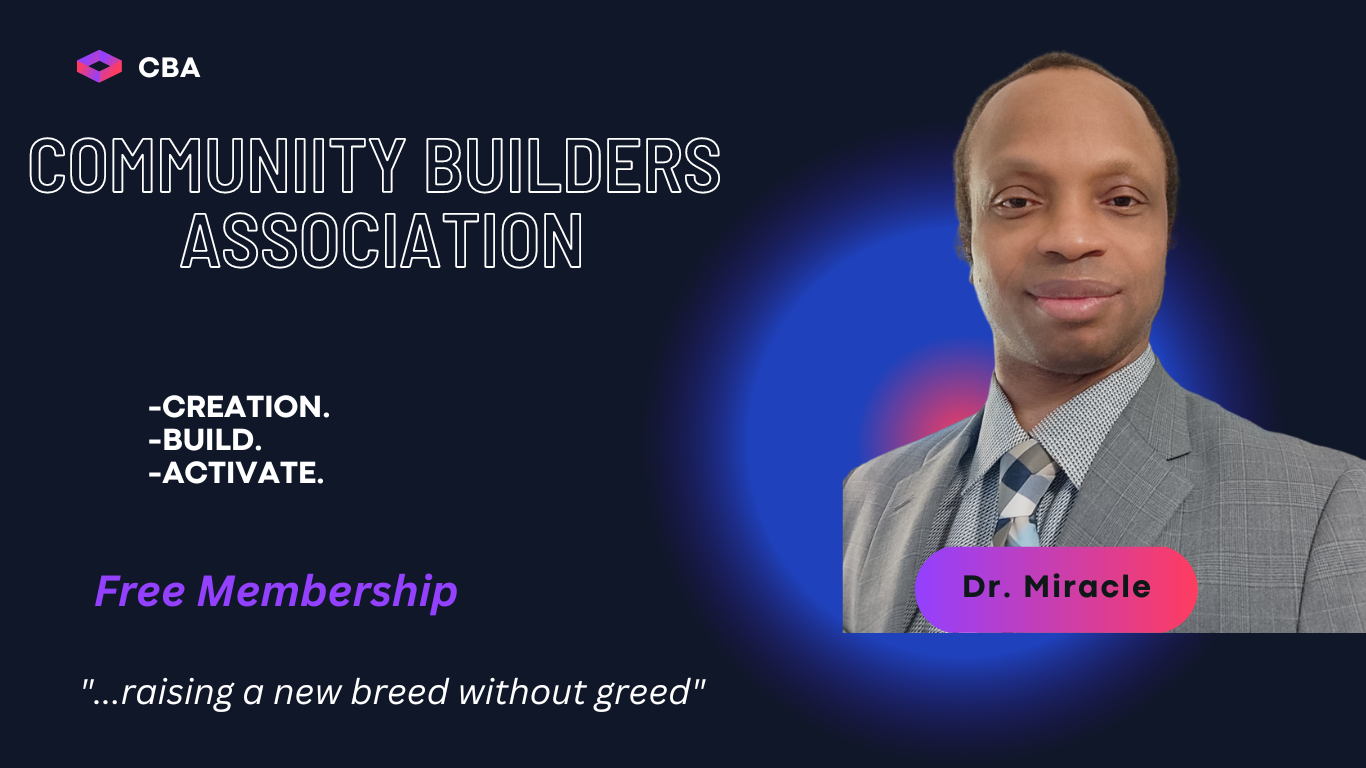 CBA
COMMUNIITY BUILDERS
ASSOCIATION
-CREATION.
-BUILD.
-ACTIVATE.
Free Membership
"...raising a new breed without greed"
Dr. Miracle